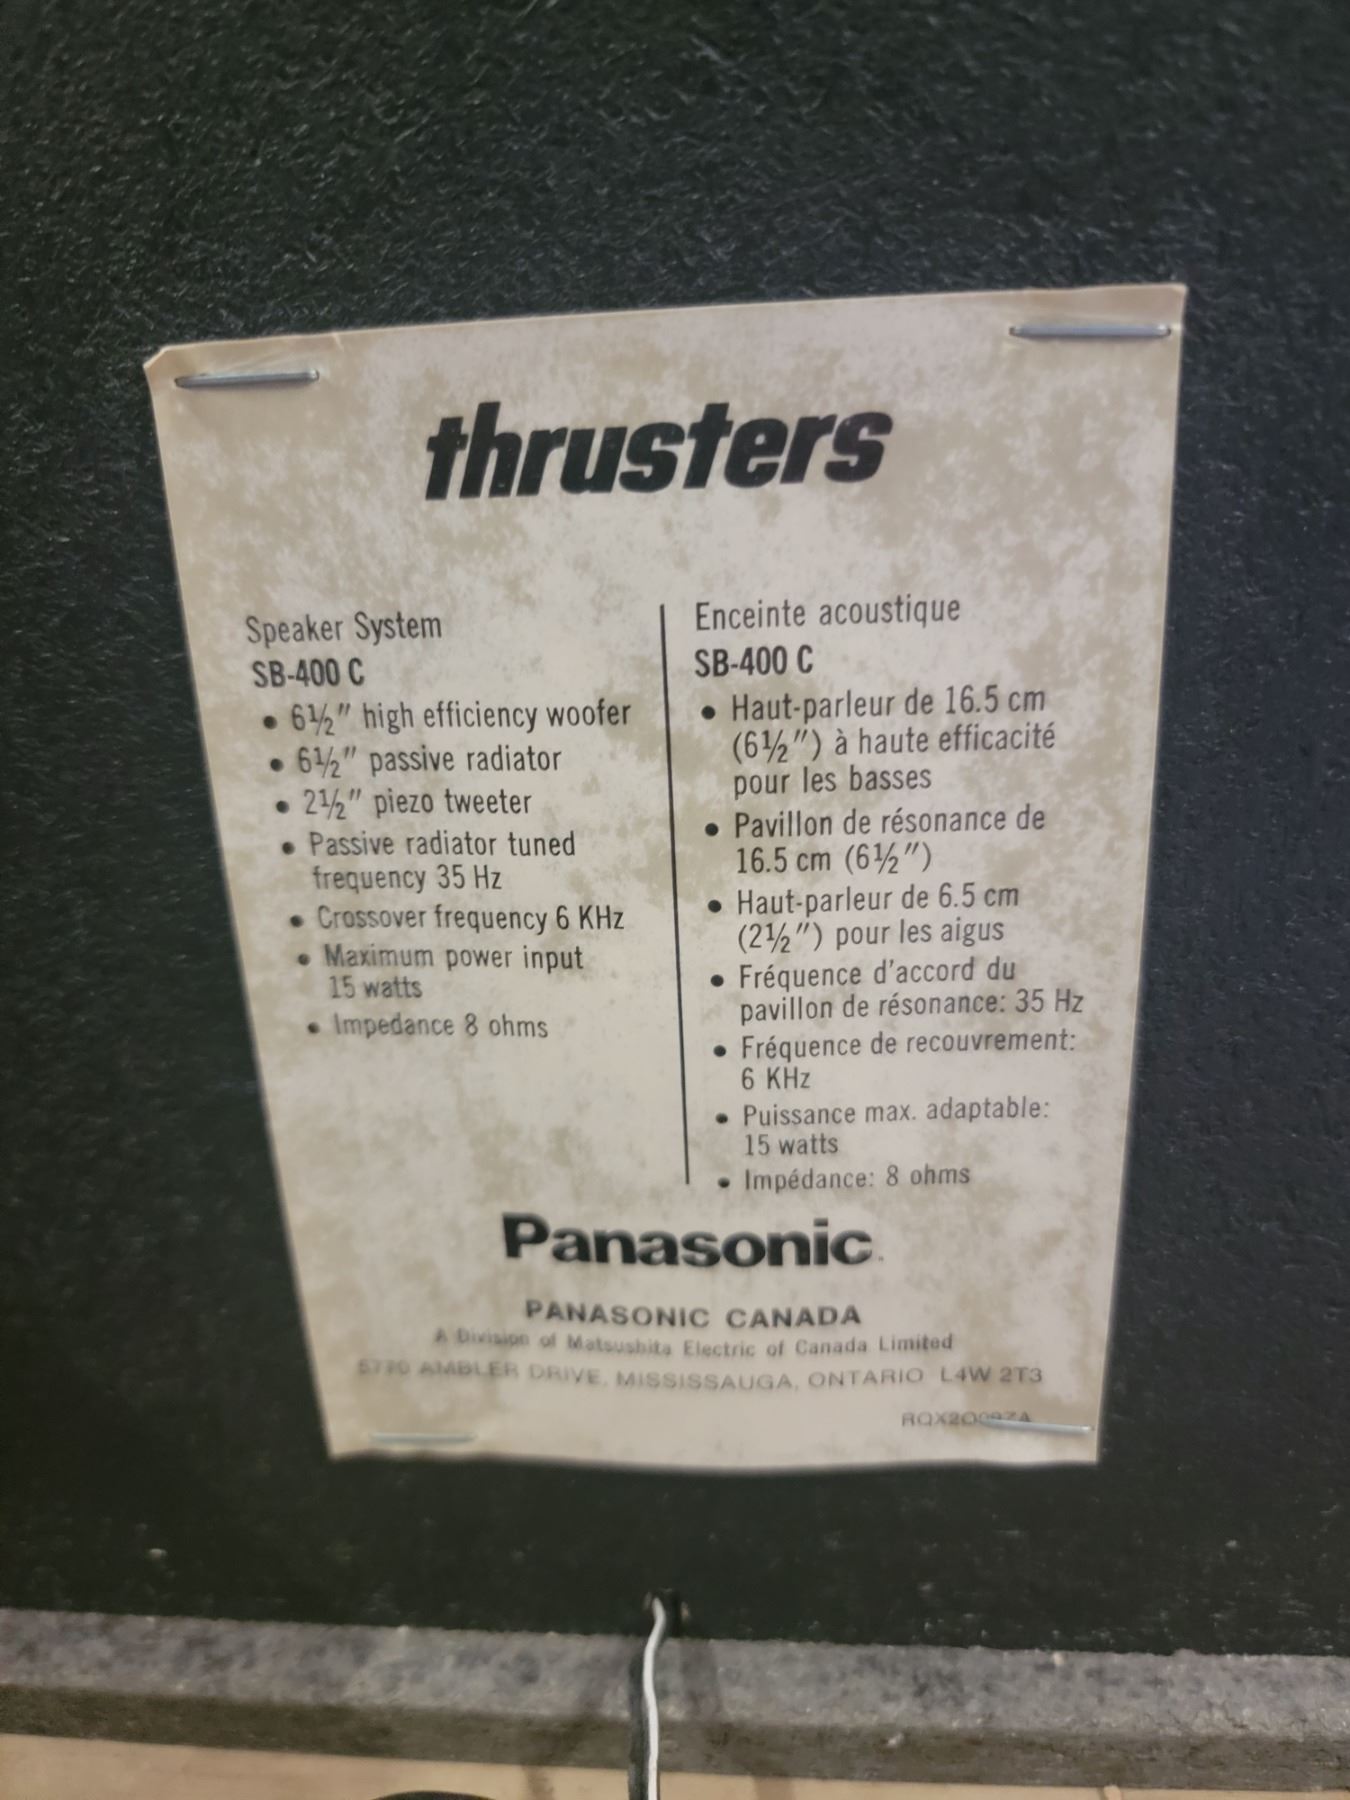 thrusters
Speaker System
SB-400 C
• 6½" high efficiency woofer
• 6½" passive radiator
• 2½" piezo tweeter
• Passive radiator tuned
frequency 35 Hz
• Crossover frequency 6 KHz
• Maximum power input
15 watts
• Impedance 8 ohms
Enceinte acoustique
SB-400 C
• Haut-parleur de 16.5 cm
(6½") à haute efficacité
pour les basses
• Pavillon de résonance de
16.5 cm (6½")
• Haut-parleur de 6.5 cm
(2½") pour les aigus
• Fréquence d'accord du
pavillon de résonance: 35 Hz
• Fréquence de recouvrement:
6 KHz
• Puissance max. adaptable:
15 watts
• Impédance: 8 ohms
Panasonic
PANASONIC CANADA
A Division of Matsushita Electric of Canada Limited
AMBLER DRIVE, MISSISSAUGA, ONTARIO L4W 2T3